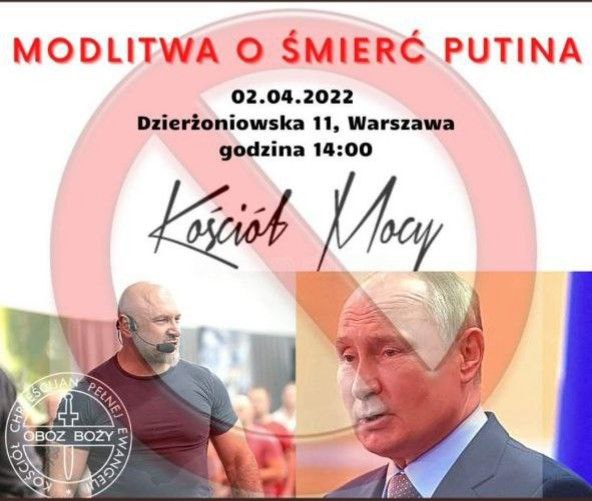 MODLITWA O ŚMIERĆ PUTINA
02.04.2022
Dzierżoniowska 11, Warszawa
godzina 14:00
Kościół Mocy
KOŚCIÓŁ CHRZEŚCIJAN PEŁNEJ EWANGELII
OBÓZ BOŻY